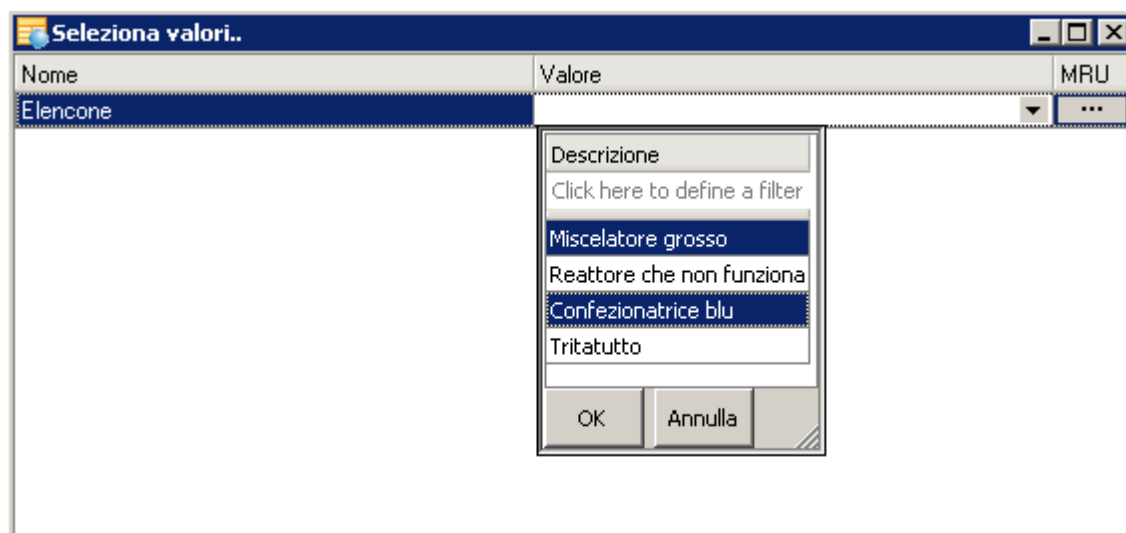 Seleziona valori..
Nome Valore MRU
Elencone ...
Descrizione
Click here to define a filter
Miscelatore grosso
Reattore che non funziona
Confezionatrice blu
Tritatutto
OK Annulla